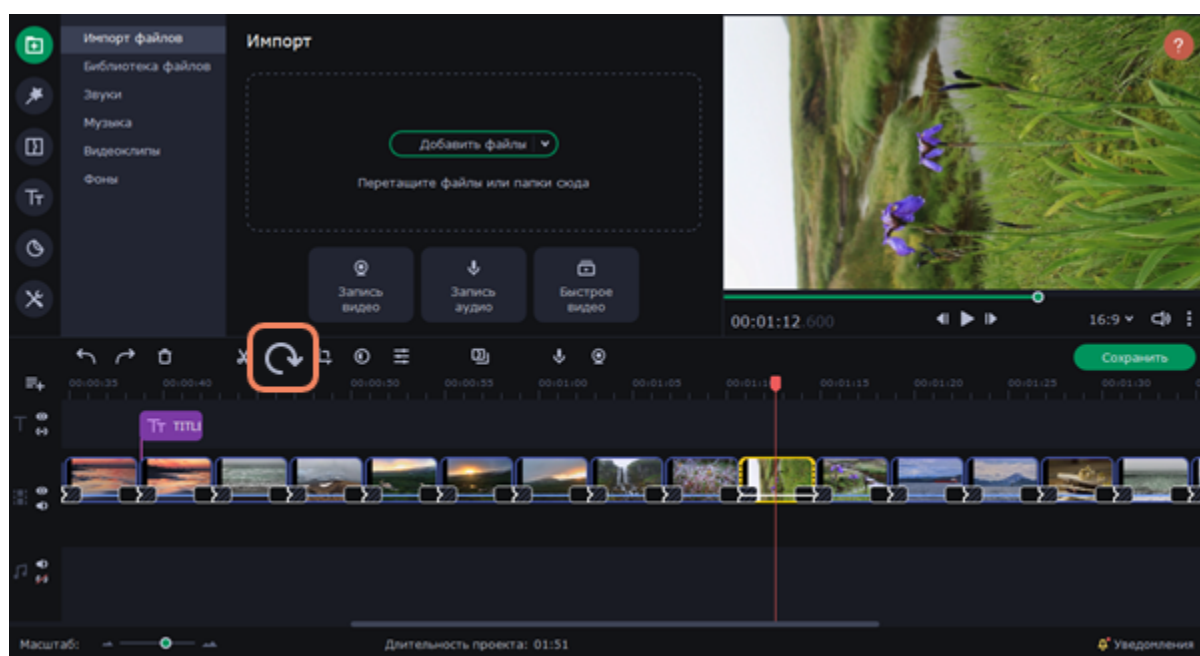 Импорт файлов
Библиотека файлов
Звуки
Музыка
Видеоклипы
Фоны
Импорт
Добавить файлы
Перетащите файлы или папки сюда
Запись видео
Запись аудио
Быстрое видео
?
00:01:12.600
16:9
Сохранить
00:00:35 00:00:40 00:00:50 00:00:55 00:01:00 00:01:05 00:01:15 00:01:20 00:01:25 00:01:30
Tт TITL
Масштаб:
Длительность проекта: 01:51
Уведомления